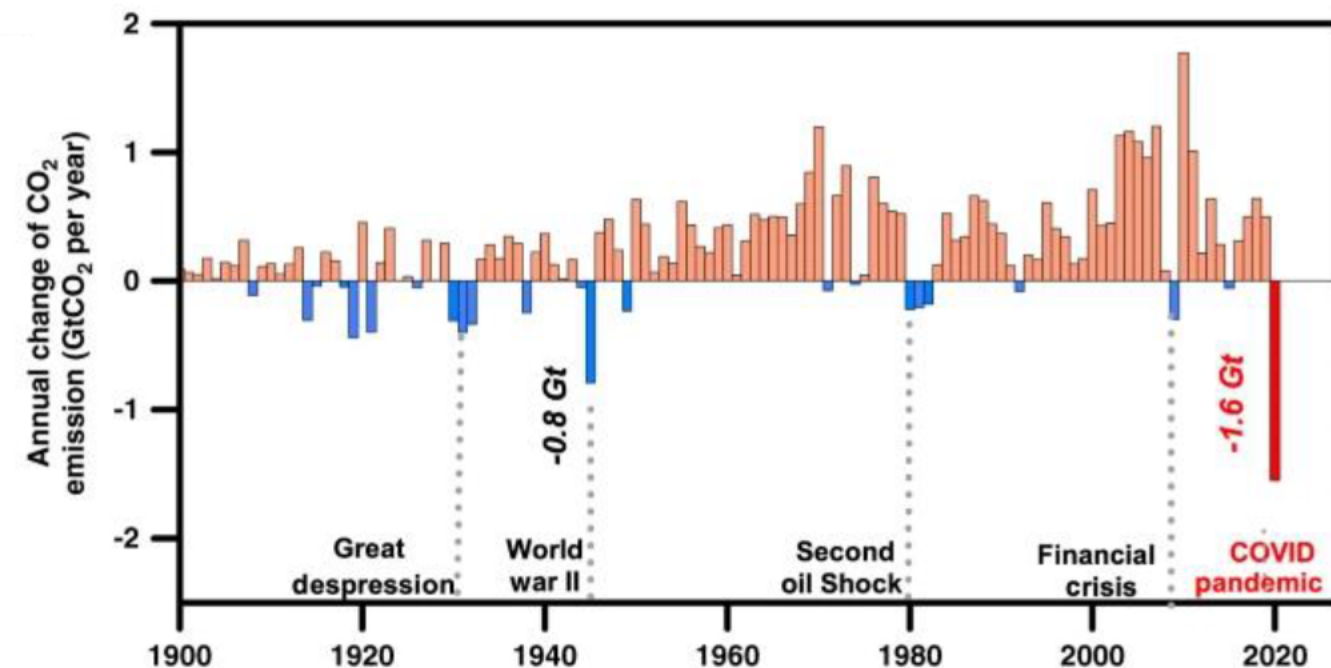 Annual change of CO2
emission (GtCO2 per year)
2
1
0
-1
-2
-0.8 Gt
-1.6 Gt
Great
despression
World
war II
Second
oil Shock
Financial
crisis
COVID
pandemic
1900 1920 1940 1960 1980 2000 2020